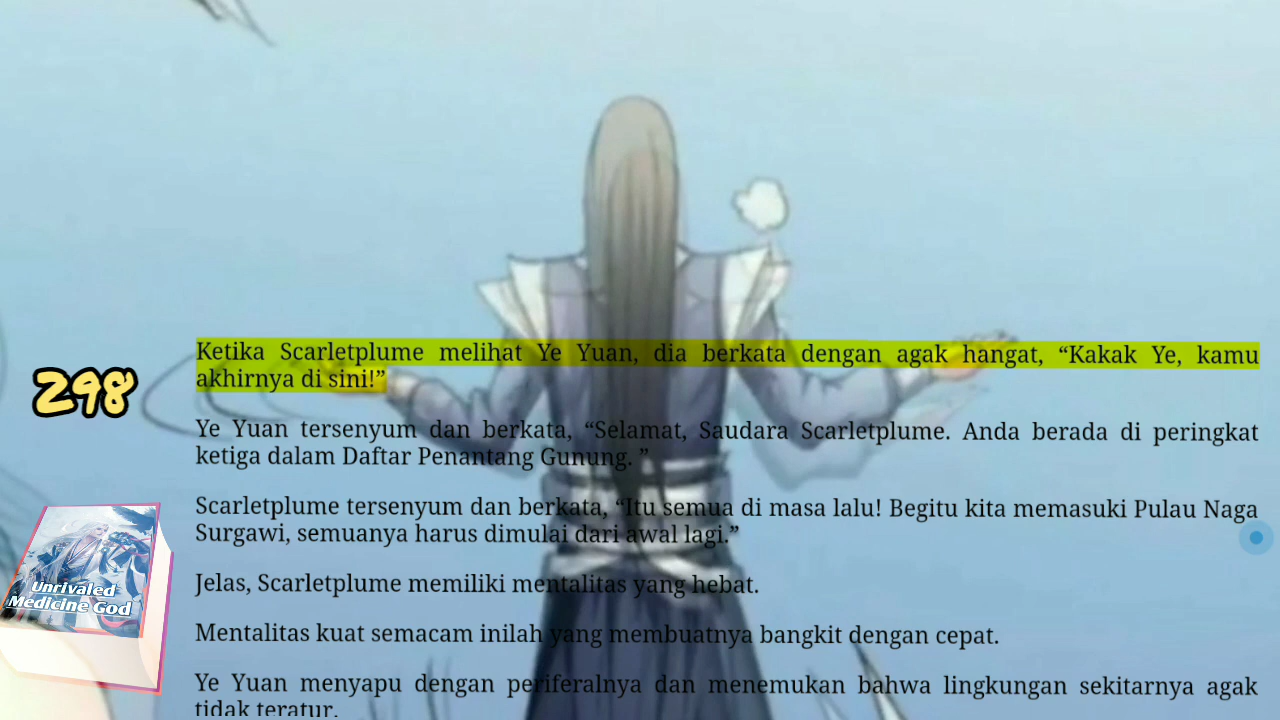 Ketika Scarletplume melihat Ye Yuan, dia berkata dengan agak hangat, “Kakak Ye, kamu
akhirnya di sini!”
Ye Yuan tersenyum dan berkata, “Selamat, Saudara Scarletplume. Anda berada di peringkat
ketiga dalam Daftar Penantang Gunung. ”
Scarletplume tersenyum dan berkata, “Itu semua di masa lalu! Begitu kita memasuki Pulau Naga
Surgawi, semuanya harus dimulai dari awal lagi.”
Jelas, Scarletplume memiliki mentalitas yang hebat.
Mentalitas kuat semacam inilah yang membuatnya bangkit dengan cepat.
Ye Yuan menyapu dengan periferalnya dan menemukan bahwa lingkungan sekitarnya agak
tidak teratur.
298
Unrivaled
Medicine God